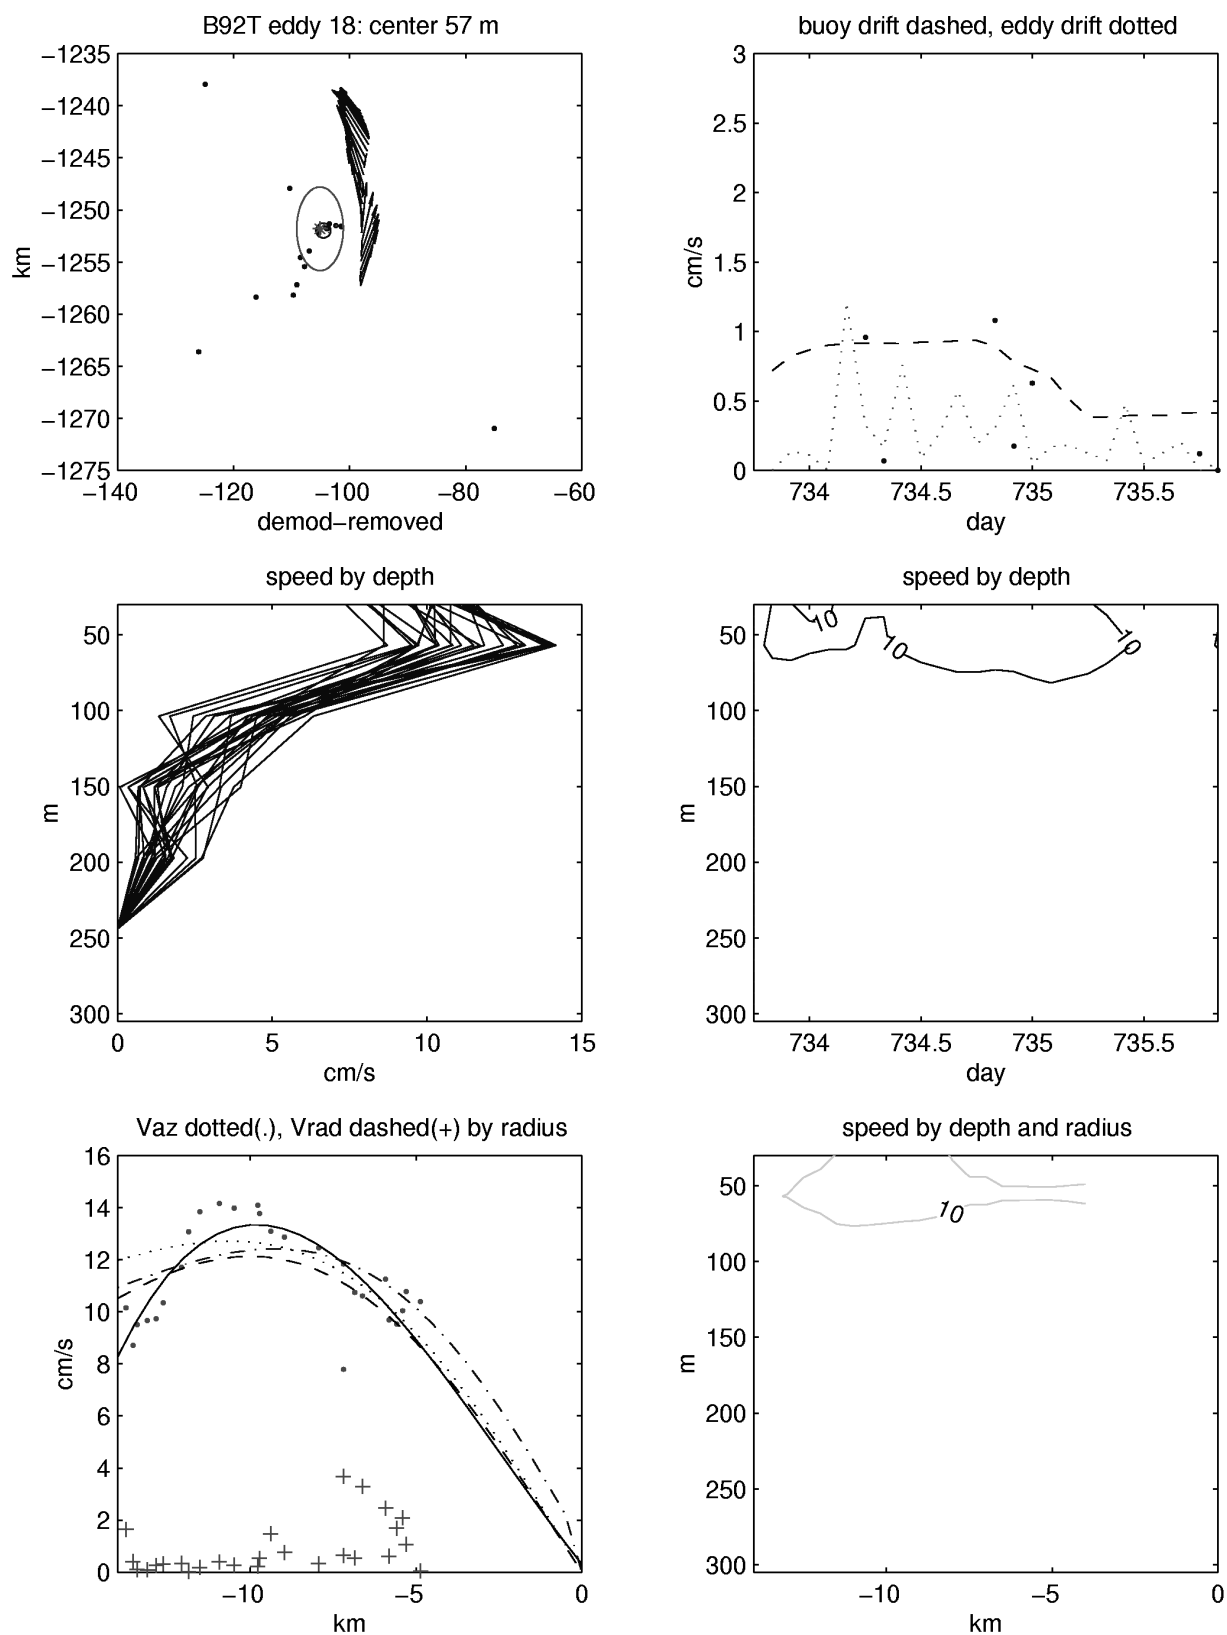 B92T eddy 18: center 57 m
−1235
−1240
−1245
−1250
−1255
−1260
−1265
−1270
−1275
km
−140 −120 −100 −80 −60
demod−removed
buoy drift dashed, eddy drift dotted
3
2.5
2
1.5
1
0.5
0
cm/s
734 734.5 735 735.5
day
speed by depth
50
100
150
200
250
300
m
0 5 10 15
cm/s
speed by depth
50
100
150
200
250
300
m
10
10
10
734 734.5 735 735.5
day
Vaz dotted(.), Vrad dashed(+) by radius
16
14
12
10
8
6
4
2
0
cm/s
−10 −5 0
km
speed by depth and radius
50
100
150
200
250
300
m
10
−10 −5 0
km